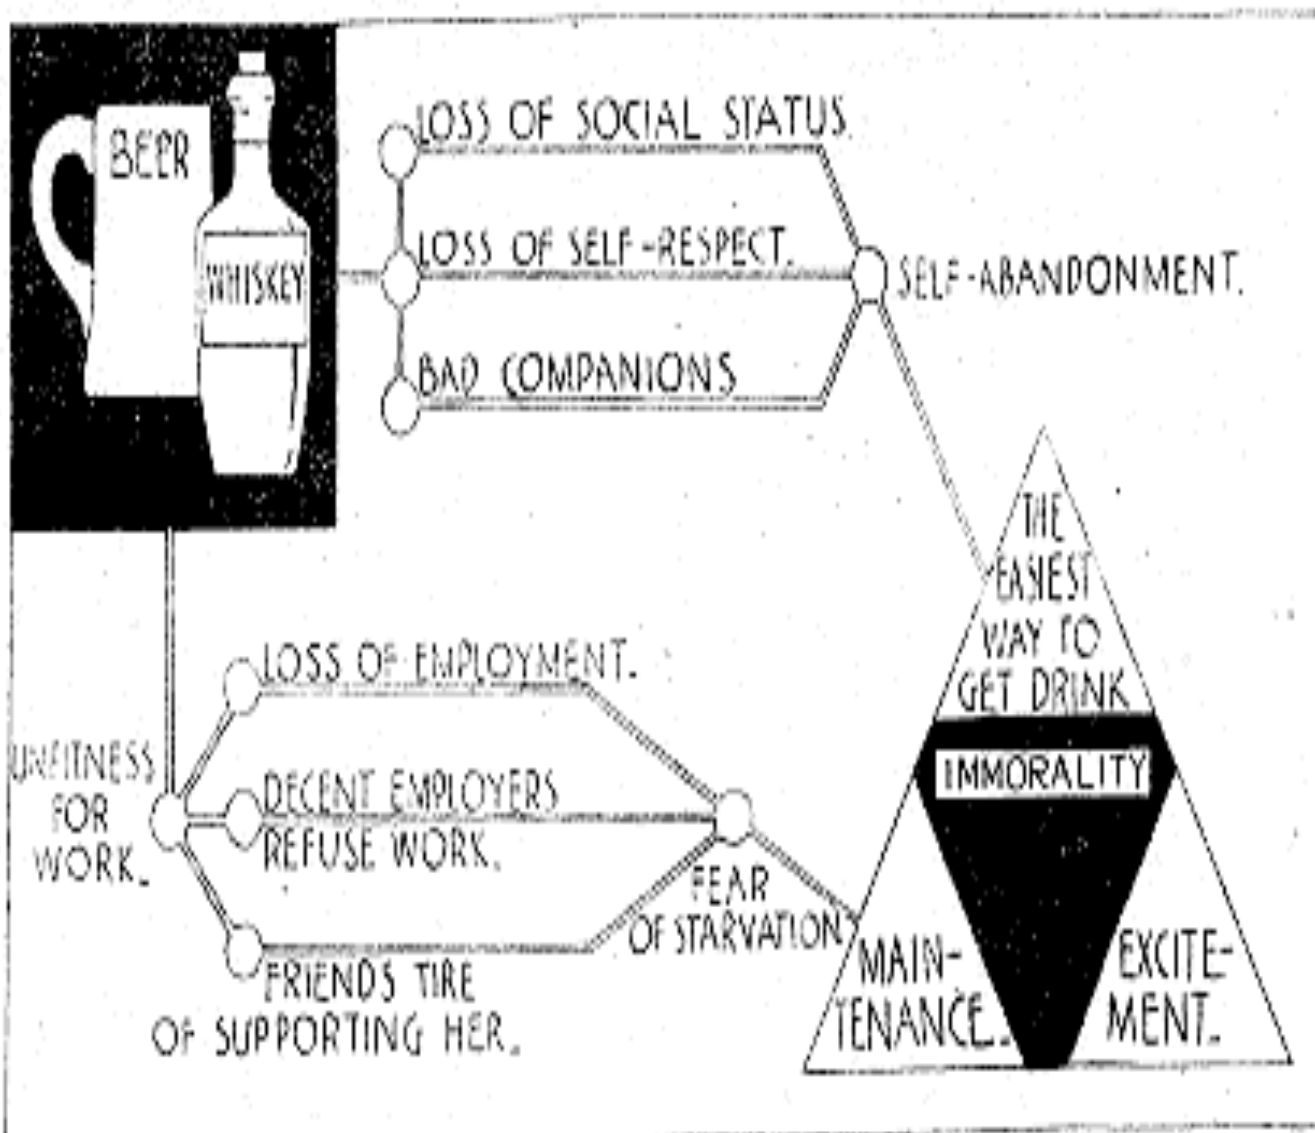 BEER
WHISKEY
LOSS OF SOCIAL STATUS.
LOSS OF SELF-RESPECT.
SELF-ABANDONMENT.
BAD COMPANIONS
THE
EASIEST
WAY TO
GET DRINK
IMMORALITY
MAIN-
TENANCE.
EXCITE-
MENT.
UNFITNESS
FOR
WORK.
LOSS OF EMPLOYMENT.
DECENT EMPLOYERS
REFUSE WORK.
FRIENDS TIRE
OF SUPPORTING HER.
FEAR
OF STARVATION